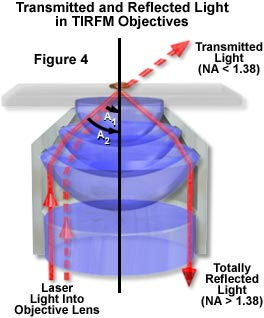 Transmitted and Reflected Light
in TIRFM Objectives
Figure 4
Transmitted
Light
(NA < 1.38)
A1
A2
Laser
Light Into
Objective Lens
Totally
Reflected
Light
(NA > 1.38)